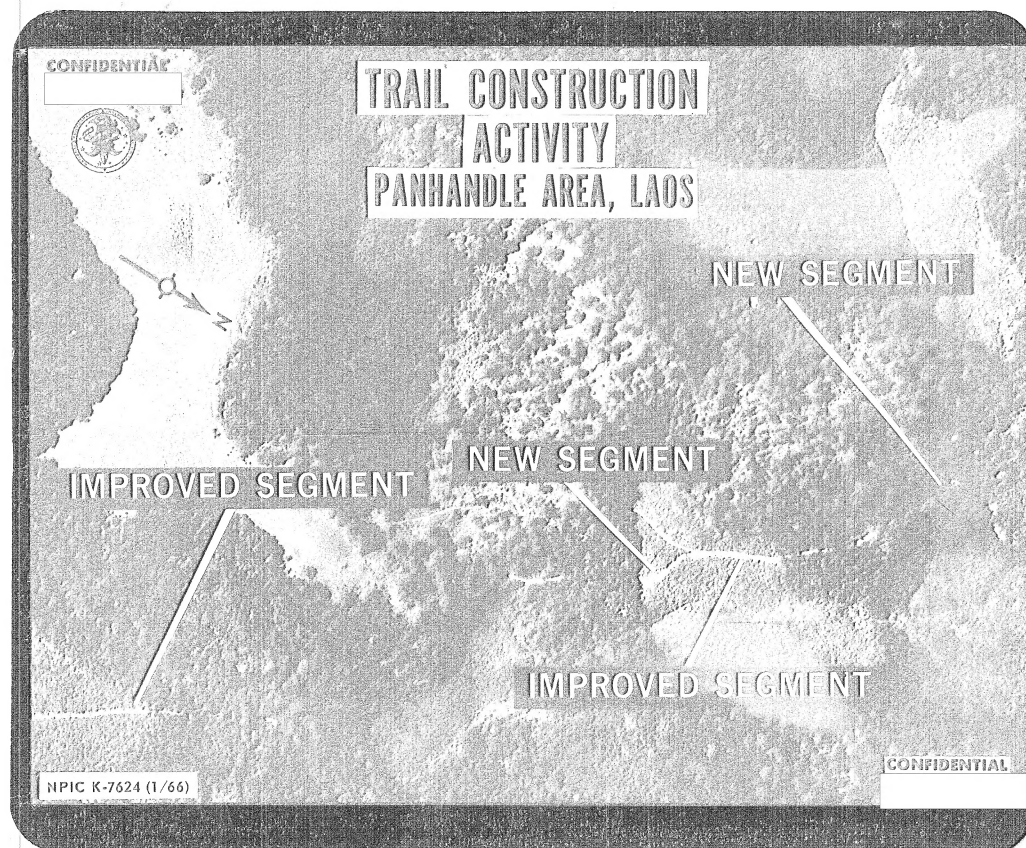 CONFIDENTIAL
TRAIL CONSTRUCTION
ACTIVITY
PANHANDLE AREA, LAOS
N
NEW SEGMENT
NEW SEGMENT
IMPROVED SEGMENT
IMPROVED SEGMENT
NPIC K-7624 (1/66)
CONFIDENTIAL